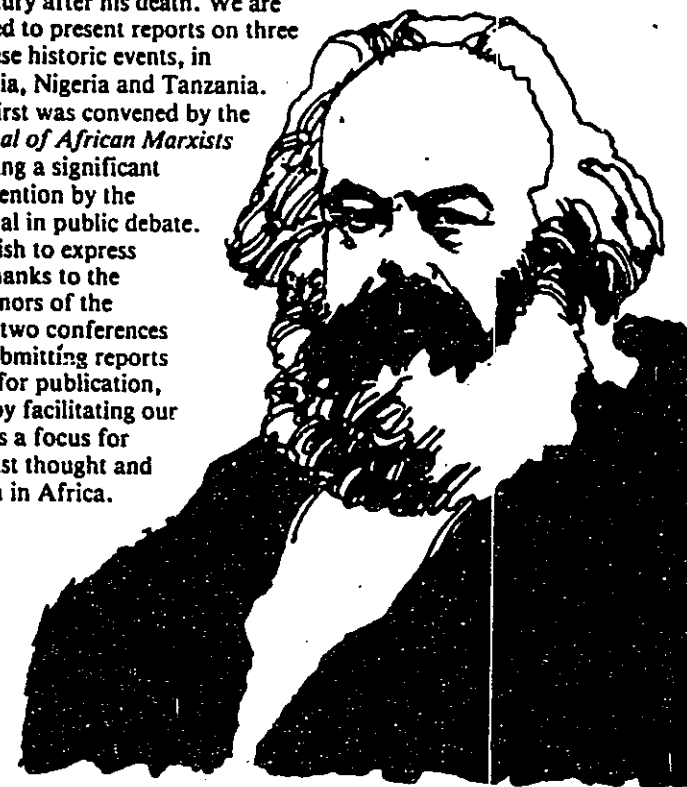 ury after his death. We are
ed to present reports on three
ese historic events, in
ia, Nigeria and Tanzania.
irst was convened by the
al of African Marxists
ng a significant
ention by the
al in public debate.
ish to express
anks to the
nors of the
two conferences
bmitting reports
for publication,
by facilitating our
s a focus for
st thought and
n in Africa.